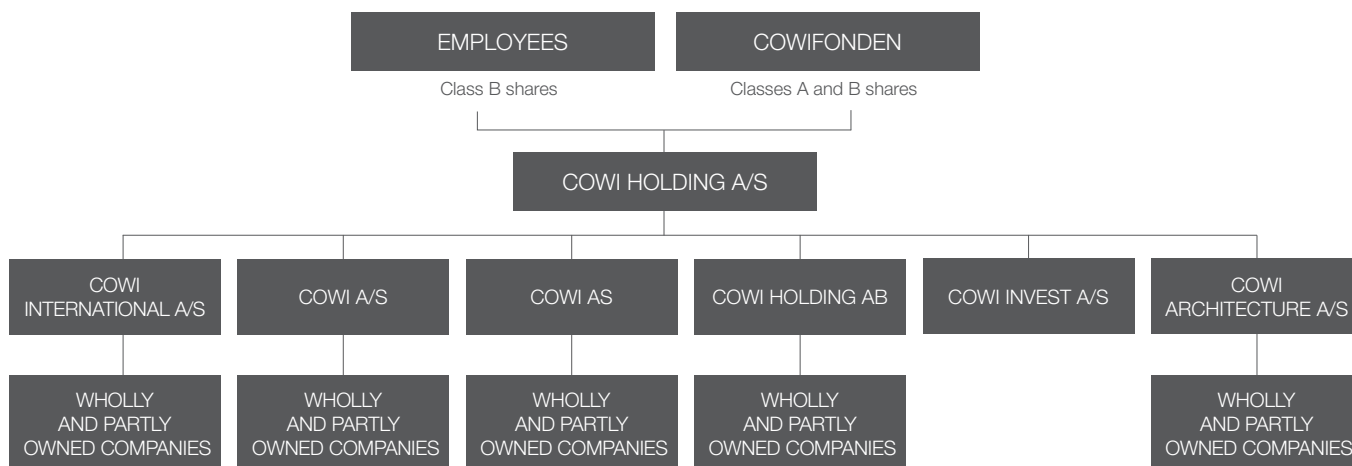 EMPLOYEES
COWIFONDEN
Class B shares
Classes A and B shares
COWI HOLDING A/S
COWI
INTERNATIONAL A/S
COWI A/S
COWI AS
COWI HOLDING AB
COWI INVEST A/S
COWI
ARCHITECTURE A/S
WHOLLY
AND PARTLY
OWNED COMPANIES
WHOLLY
AND PARTLY
OWNED COMPANIES
WHOLLY
AND PARTLY
OWNED COMPANIES
WHOLLY
AND PARTLY
OWNED COMPANIES
WHOLLY
AND PARTLY
OWNED COMPANIES